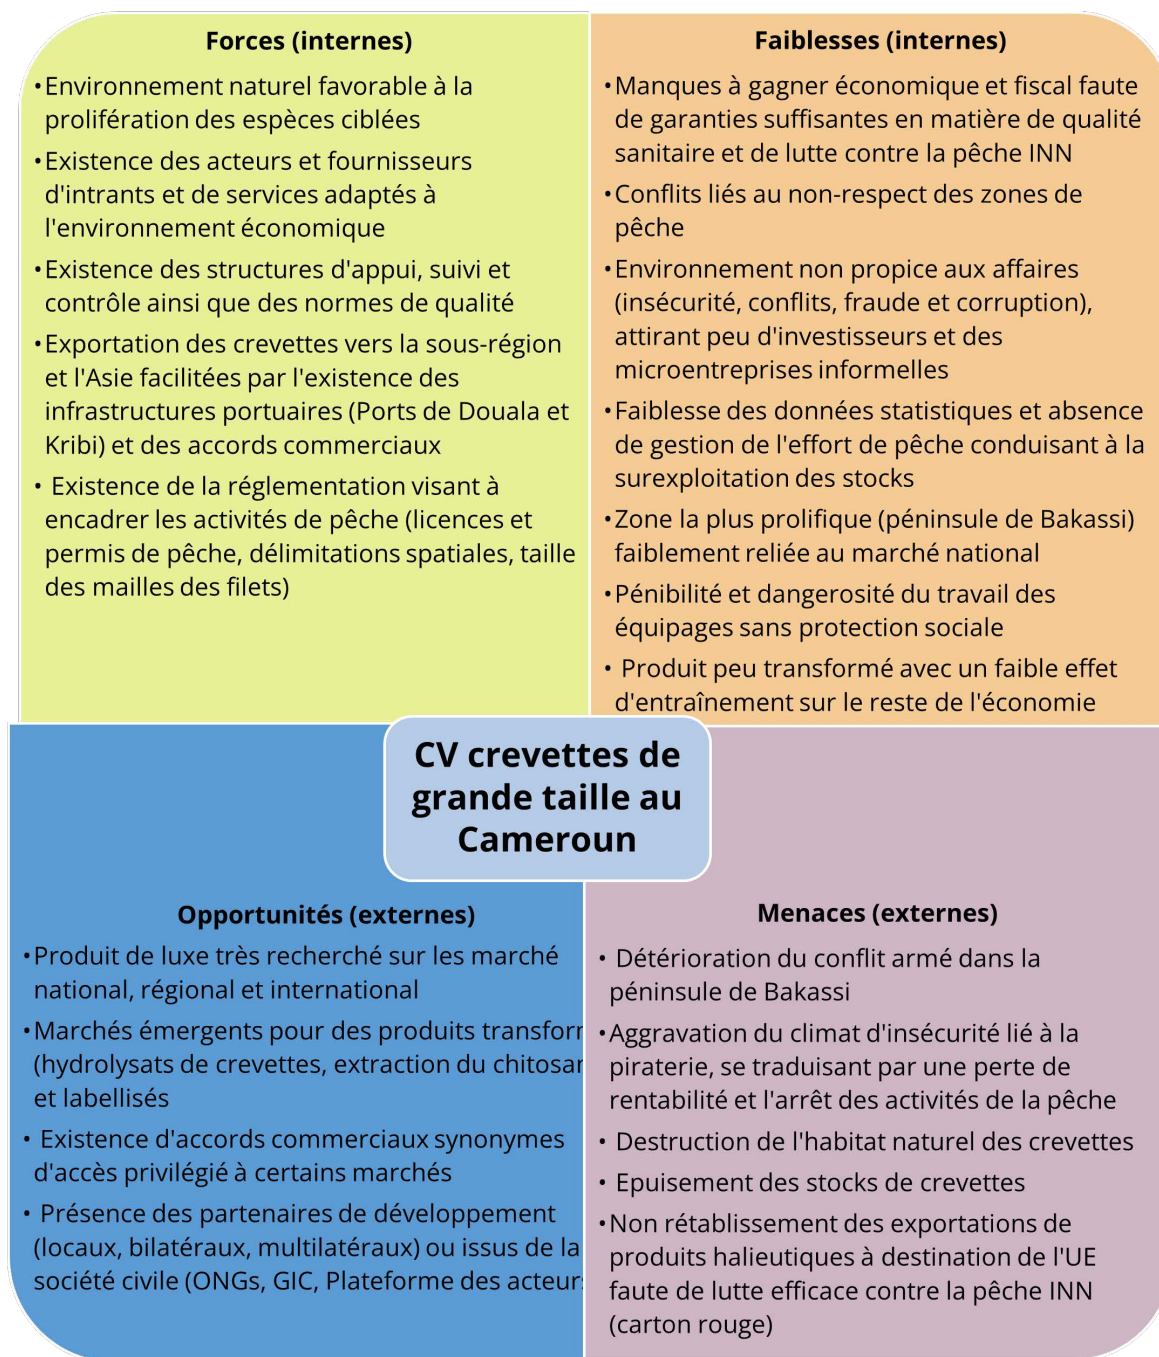 Forces (internes)
•Environnement naturel favorable à la
prolifération des espèces ciblées
•Existence des acteurs et fournisseurs
d'intrants et de services adaptés à
l'environnement économique
•Existence des structures d'appui, suivi et
contrôle ainsi que des normes de qualité
•Exportation des crevettes vers la sous-région
et l'Asie facilitées par l'existence des
infrastructures portuaires (Ports de Douala et
Kribi) et des accords commerciaux
• Existence de la réglementation visant à
encadrer les activités de pêche (licences et
permis de pêche, délimitations spatiales, taille
des mailles des filets)
Faiblesses (internes)
•Manques à gagner économique et fiscal faute
de garanties suffisantes en matière de qualité
sanitaire et de lutte contre la pêche INN
•Conflits liés au non-respect des zones de
pêche
•Environnement non propice aux affaires
(insécurité, conflits, fraude et corruption),
attirant peu d'investisseurs et des
microentreprises informelles
•Faiblesse des données statistiques et absence
de gestion de l'effort de pêche conduisant à la
surexploitation des stocks
•Zone la plus prolifique (péninsule de Bakassi)
faiblement reliée au marché national
•Pénibilité et dangerosité du travail des
équipages sans protection sociale
• Produit peu transformé avec un faible effet
d'entraînement sur le reste de l'économie
CV crevettes de
grande taille au
Cameroun
Opportunités (externes)
•Produit de luxe très recherché sur les marché
national, régional et international
•Marchés émergents pour des produits transfor
(hydrolysats de crevettes, extraction du chitosan
et labellisés
• Existence d'accords commerciaux synonymes
d'accès privilégié à certains marchés
• Présence des partenaires de développement
(locaux, bilatéraux, multilatéraux) ou issus de la
société civile (ONGs, GIC, Plateforme des acteurs
Menaces (externes)
• Détérioration du conflit armé dans la
péninsule de Bakassi
•Aggravation du climat d'insécurité lié à la
piraterie, se traduisant par une perte de
rentabilité et l'arrêt des activités de la pêche
• Destruction de l'habitat naturel des crevettes
• Epuisement des stocks de crevettes
•Non rétablissement des exportations de
produits halieutiques à destination de l'UE
faute de lutte efficace contre la pêche INN
(carton rouge)